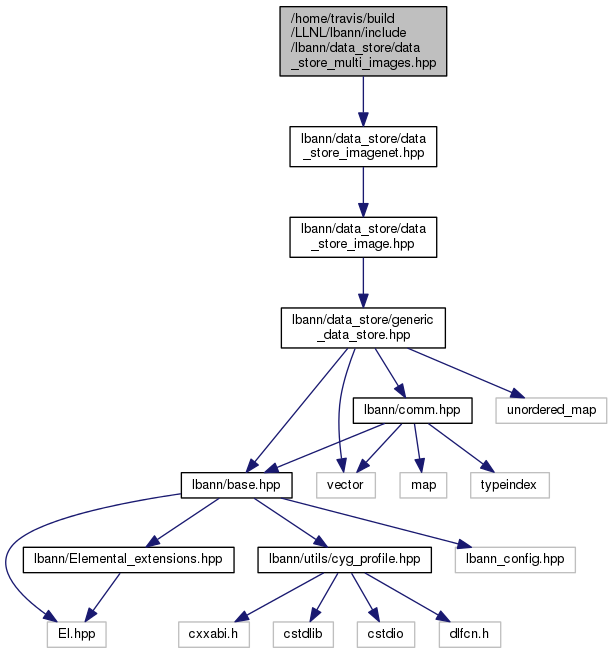 /home/travis/build
/LLNL/lbann/include
/lbann/data_store/data
_store_multi_images.hpp
lbann/data_store/data
_store_imagenet.hpp
lbann/data_store/data
_store_image.hpp
lbann/data_store/generic
_data_store.hpp
lbann/comm.hpp
unordered_map
lbann/base.hpp
vector
map
typeindex
lbann/Elemental_extensions.hpp
lbann/utils/cyg_profile.hpp
lbann_config.hpp
El.hpp
cxxabi.h
cstdlib
cstdio
dlfcn.h